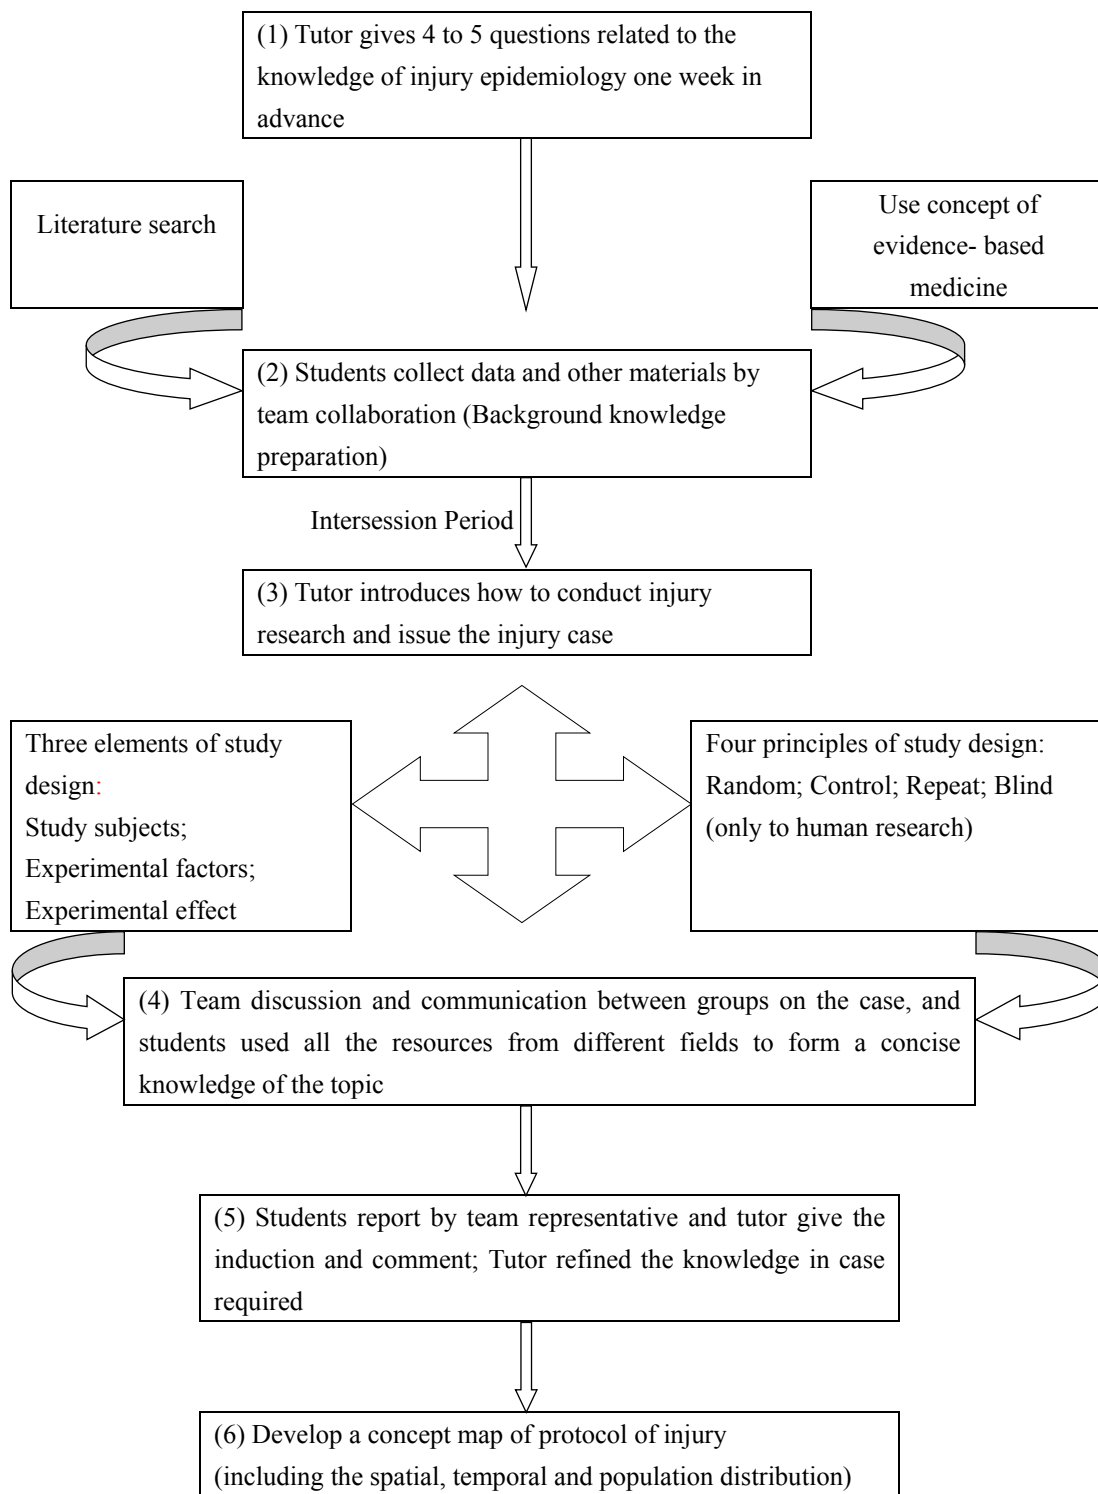 (1) Tutor gives 4 to 5 questions related to the
knowledge of injury epidemiology one week in
advance
Literature search
Use concept of
evidence- based
medicine
(2) Students collect data and other materials by
team collaboration (Background knowledge
preparation)
Intersession Period
(3) Tutor introduces how to conduct injury
research and issue the injury case
Three elements of study
design:
Study subjects;
Experimental factors;
Experimental effect
Four principles of study design:
Random; Control; Repeat; Blind
(only to human research)
(4) Team discussion and communication between groups on the case, and
students used all the resources from different fields to form a concise
knowledge of the topic
(5) Students report by team representative and tutor give the
induction and comment; Tutor refined the knowledge in case
required
(6) Develop a concept map of protocol of injury
(including the spatial, temporal and population distribution)